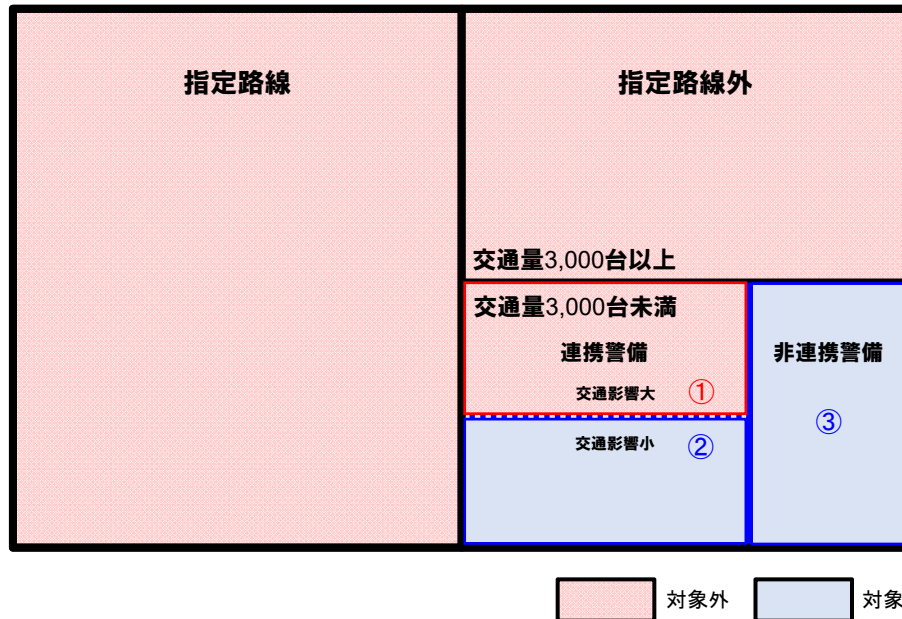 指定路線
指定路線外
交通量3,000台以上
交通量3,000台未満
連携警備
非連携警備
交通影響大 ①
③
交通影響小 ②
対象外
対象